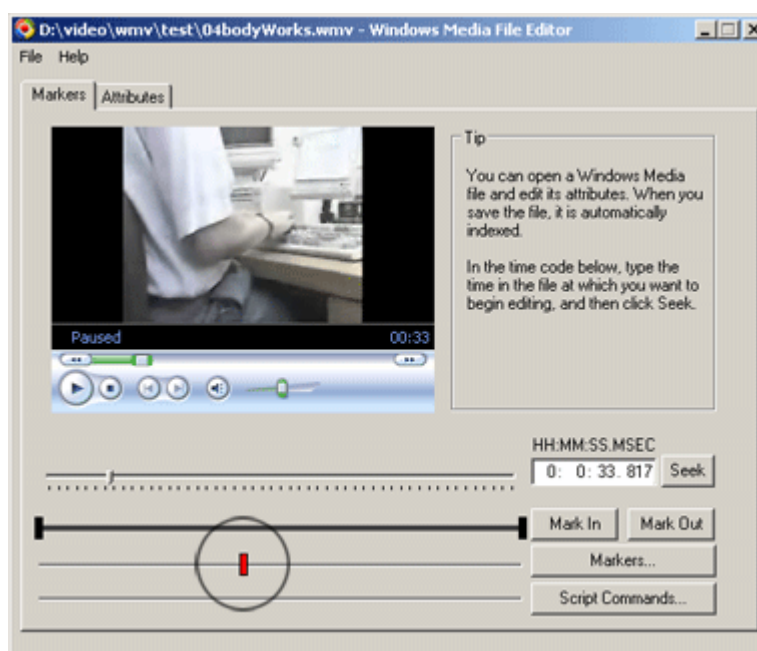 D:\video\wmv\test\04bodyWorks.wmv - Windows Media File Editor
File Help
Markers Attributes
Tip
You can open a Windows Media
file and edit its attributes. When you
save the file, it is automatically
indexed.
In the time code below, type the
time in the file at which you want to
begin editing, and then click Seek.
Paused 00:33
HH:MM:SS.MSEC
0: 0: 33. 817 Seek
Mark In Mark Out
Markers...
Script Commands...